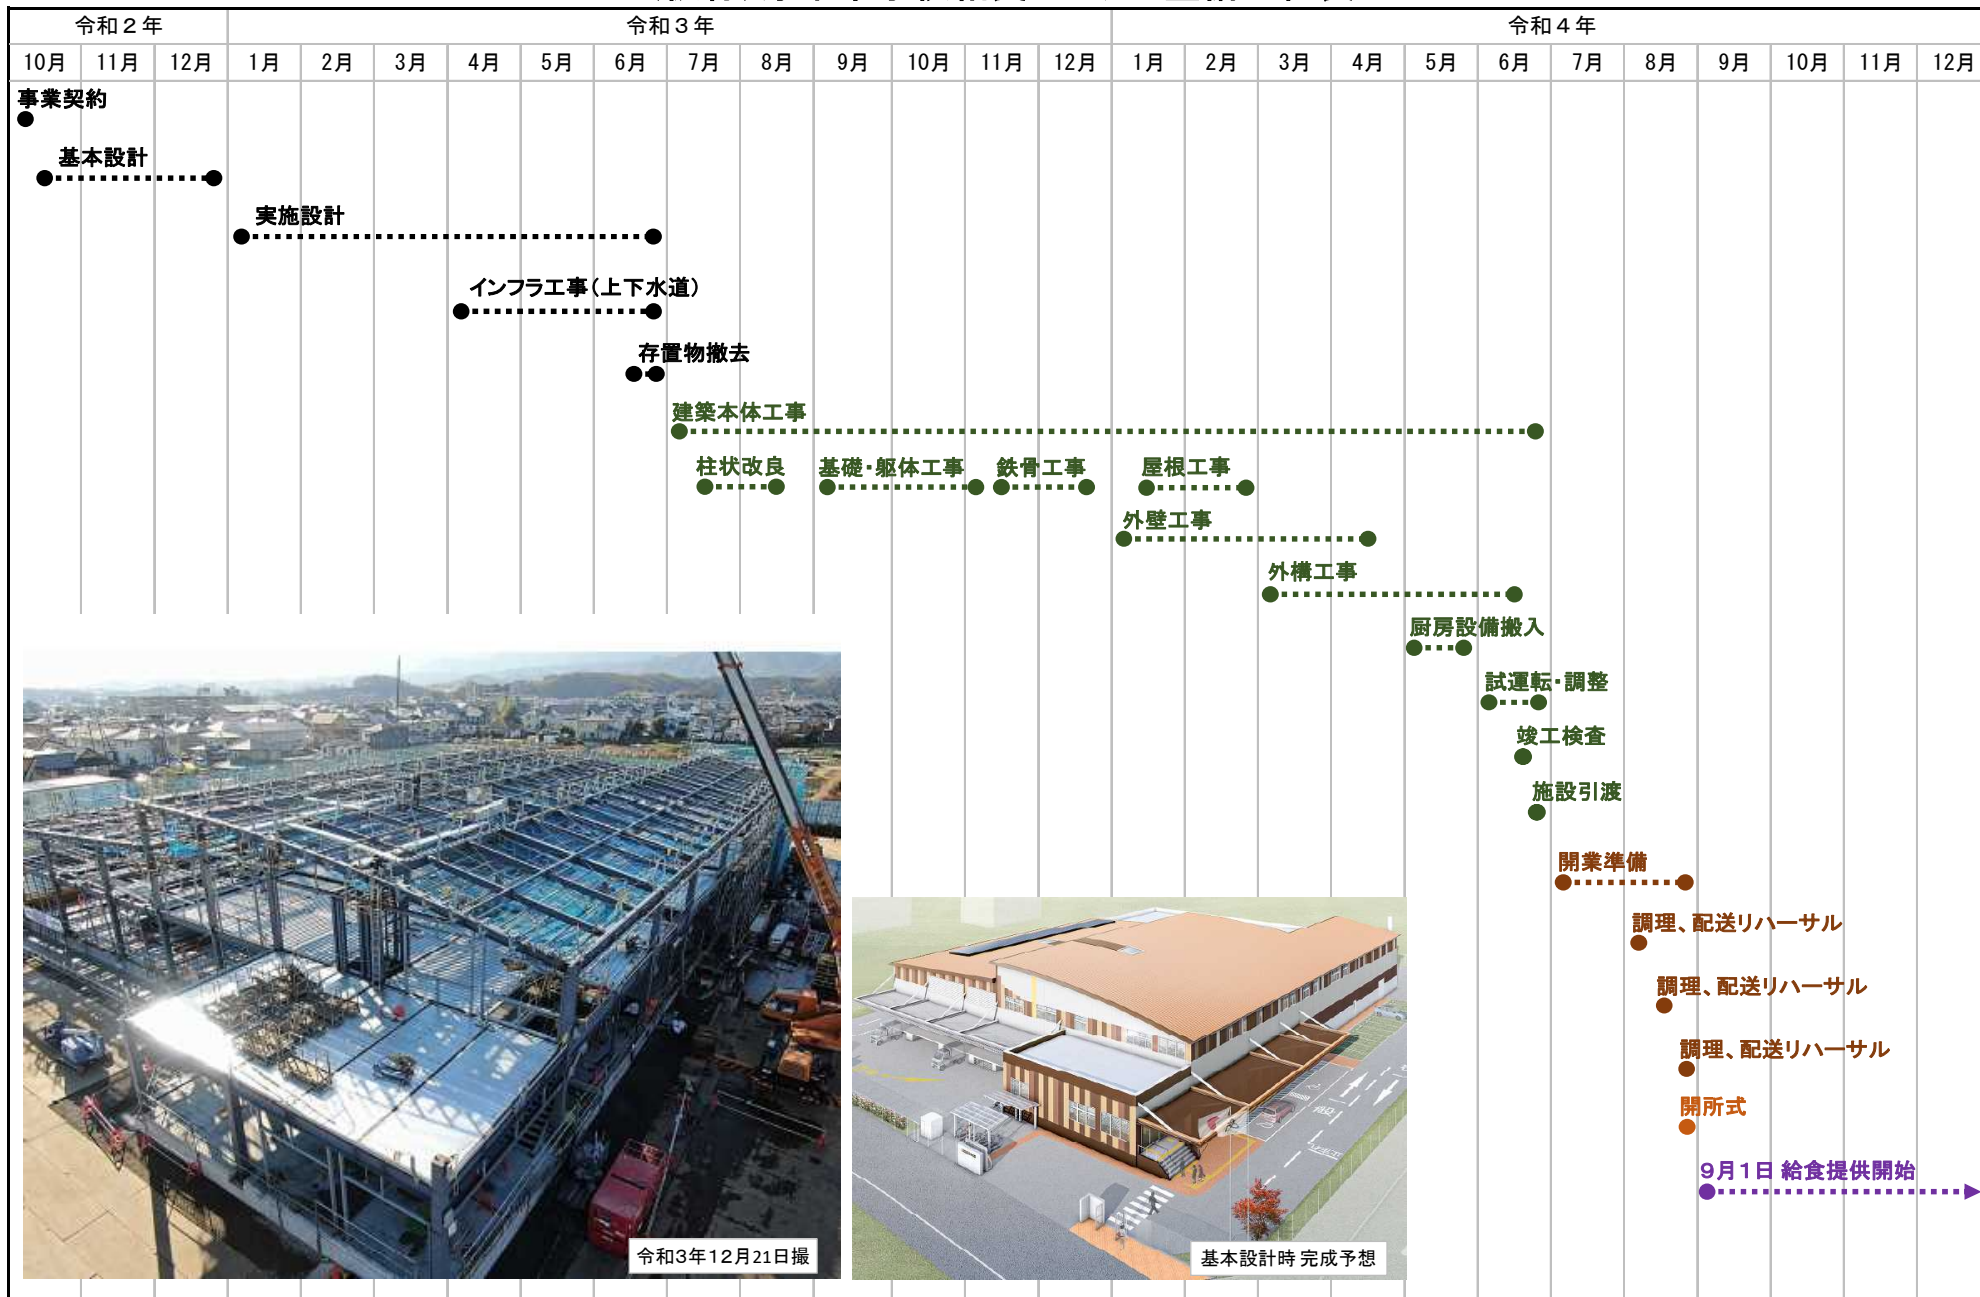 令和２年 令和３年 令和４年
10月 11月 12月 1月 2月 3月 4月 5月 6月 7月 8月 9月 10月 11月 12月 1月 2月 3月 4月 5月 6月 7月 8月 9月 10月 11月 12月
事業契約
基本設計
実施設計
インフラ工事（上下水道）
存置物撤去
建築本体工事
柱状改良 基礎・躯体工事 鉄骨工事 屋根工事
外壁工事
外構工事
厨房設備搬入
試運転・調整
竣工検査
施設引渡
開業準備
調理、配送リハーサル
調理、配送リハーサル
調理、配送リハーサル
開所式
９月１日 給食提供開始
令和3年12月21日撮
基本設計時 完成予想